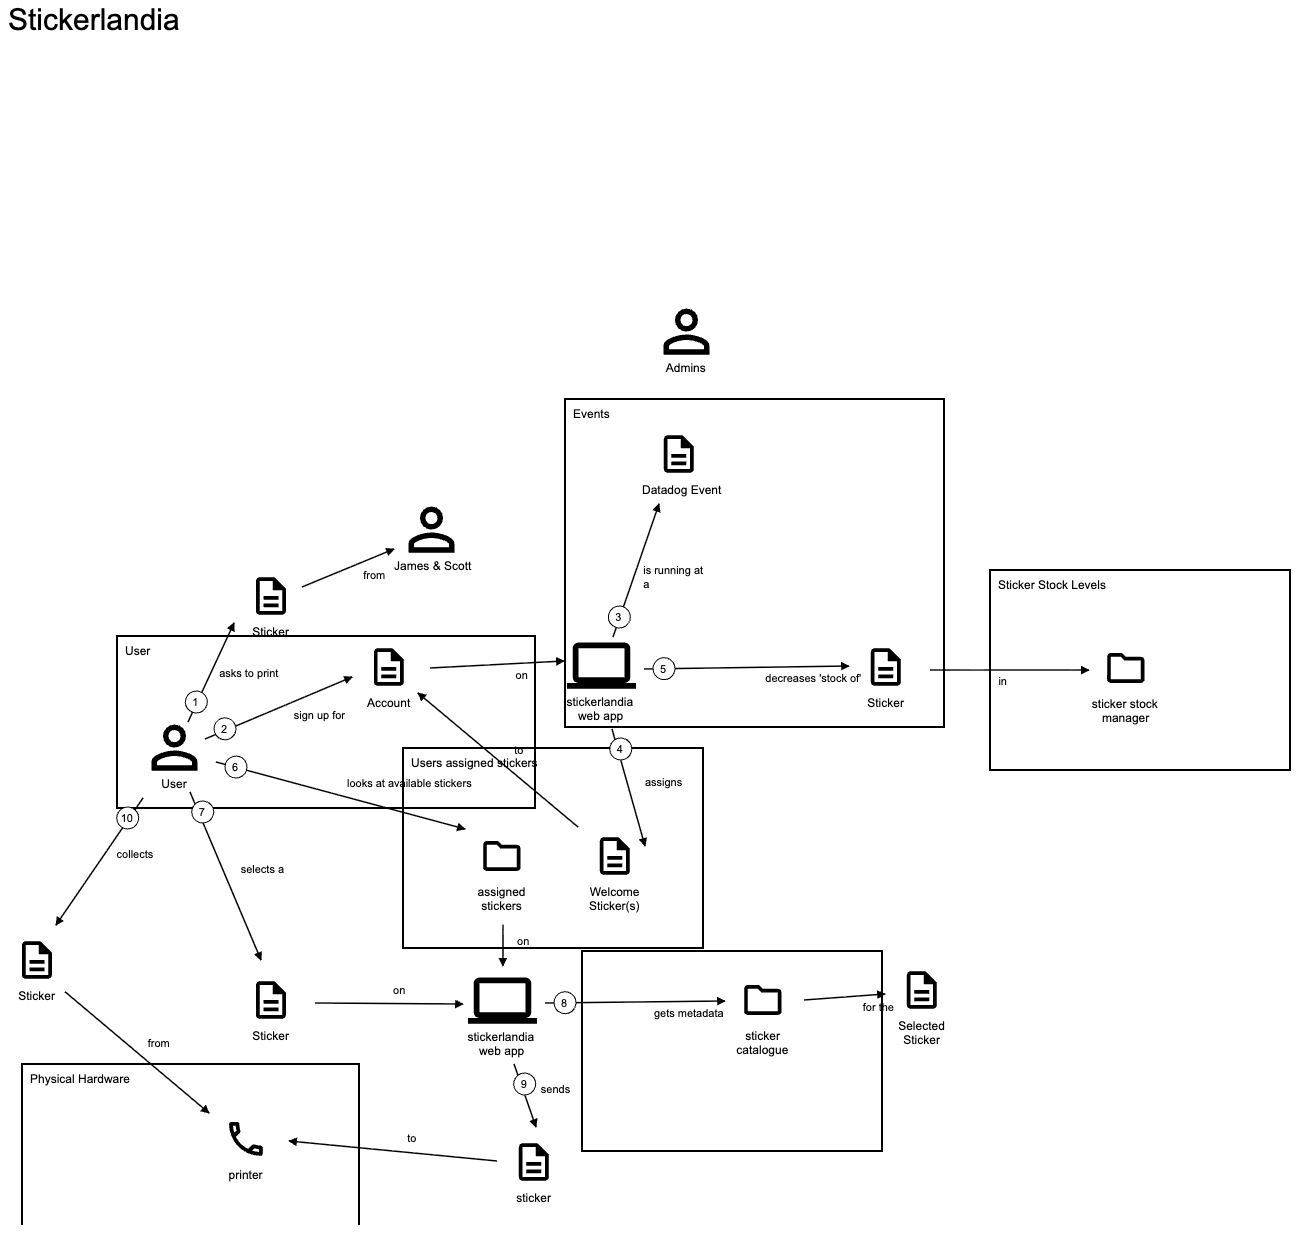 Stickerlandia
Admins
Events
Datadog Event
James & Scott
from
is running at
a
Sticker Stock Levels
3
Sticker
User
asks to print
Account
on
5
decreases 'stock of'
Sticker
in
sticker stock
manager
stickerlandia
web app
1
2
sign up for
4
to
Users assigned stickers
6
User
looks at available stickers
assigns
10
7
collects
selects a
assigned
stickers
Welcome
Sticker(s)
on
Sticker
on
8
gets metadata
for the
Sticker
stickerlandia
web app
sticker
catalogue
Selected
Sticker
from
Physical Hardware
9
sends
to
printer
sticker